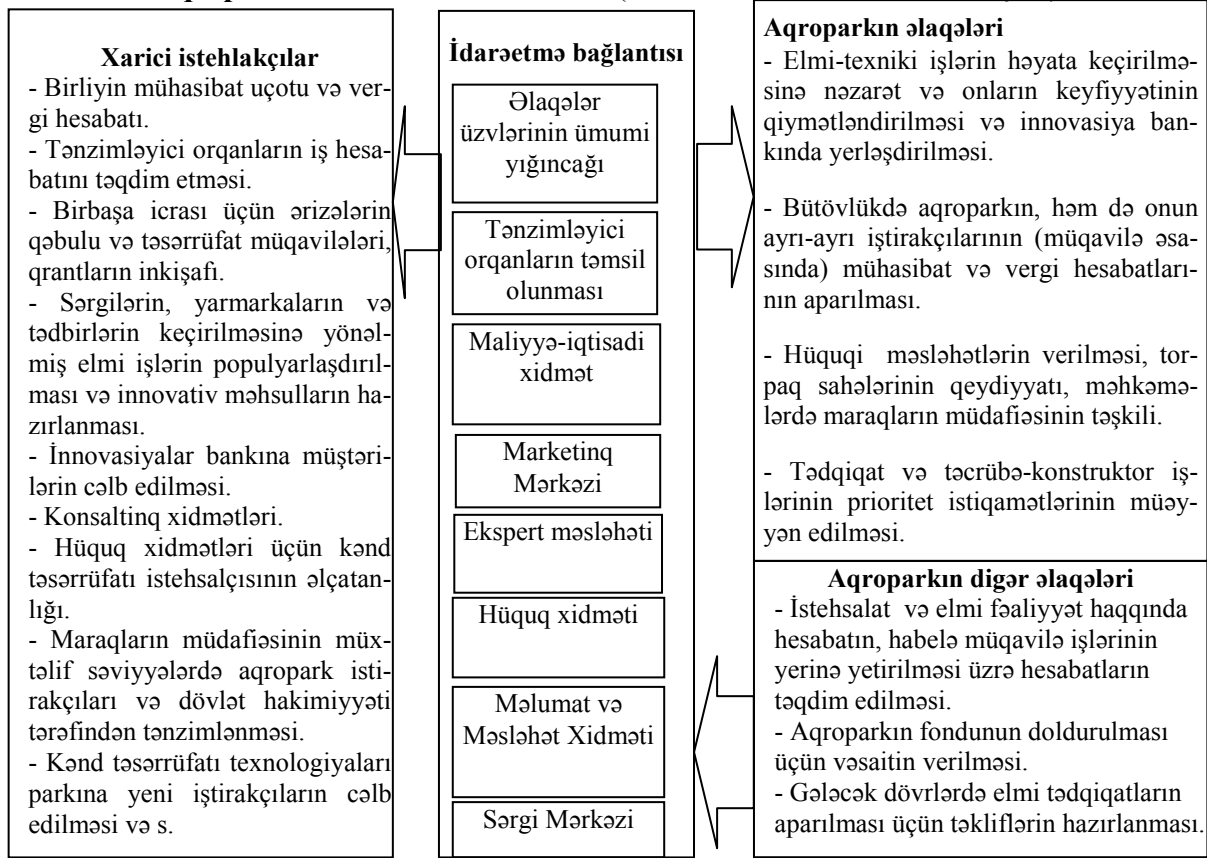 Xarici istehlakçılar
- Birliyin mühasibat uçotu və ver-
gi hesabatı.
- Tənzimləyici orqanların iş hesa-
batını təqdim etməsi.
- Birbaşa icrası üçün ərizələrin
qəbulu və təsərrüfat müqavilələri,
qrantların inkişafı.
- Sərgilərin, yarmarkaların və
tədbirlərin keçirilməsinə yönəl-
miş elmi işlərin populyarlaşdırıl-
ması və innovativ məhsulların ha-
zırlanması.
- İnnovasiyalar bankına müştəri-
lərin cəlb edilməsi.
- Konsaltinq xidmətləri.
- Hüquq xidmətləri üçün kənd
təsərrüfatı istehsalçısının əlçatan-
lığı.
- Maraqların müdafiəsinin müx-
təlif səviyyələrdə aqropark isti-
rakçıları və dövlət hakimiyyəti
tərəfindən tənzimlənməsi.
- Kənd təsərrüfatı texnologiyaları
parkına yeni iştirakçıların cəlb
edilməsi və s.
İdarəetmə bağlantısı
Əlaqələr
üzvlərinin ümumi
yığıncağı
Tənzimləyici
orqanların təmsil
olunması
Maliyyə-iqtisadi
xidmət
Marketinq
Mərkəzi
Ekspert məsləhəti
Hüquq xidməti
Məlumat və
Məsləhət Xidməti
Sərgi Mərkəzi
Aqroparkın əlaqələri
- Elmi-texniki işlərin həyata keçirilmə-
sinə nəzarət və onların keyfiyyətinin
qiymətləndirilməsi və innovasiya ban-
kında yerləşdirilməsi.
- Bütövlükdə aqroparkın, həm də onun
ayrı-ayrı iştirakçılarının (müqavilə əsa-
sında) mühasibat və vergi hesabatları-
nın aparılması.
- Hüquqi məsləhətlərin verilməsi, tor-
paq sahələrinin qeydiyyatı, məhkəmə-
lərdə maraqların müdafiəsinin təşkili.
- Tədqiqat və təcrübə-konstruktor iş-
lərinin prioritet istiqamətlərinin müəy-
yən edilməsi.
Aqroparkın digər əlaqələri
- İstehsalat və elmi fəaliyyət haqqında
hesabatın, habelə müqavilə işlərinin
yerinə yetirilməsi üzrə hesabatların
təqdim edilməsi.
- Aqroparkın fondunun doldurulması
üçün vəsaitin verilməsi.
- Gələcək dövrlərdə elmi tədqiqatların
aparılması üçün təkliflərin hazırlanması.